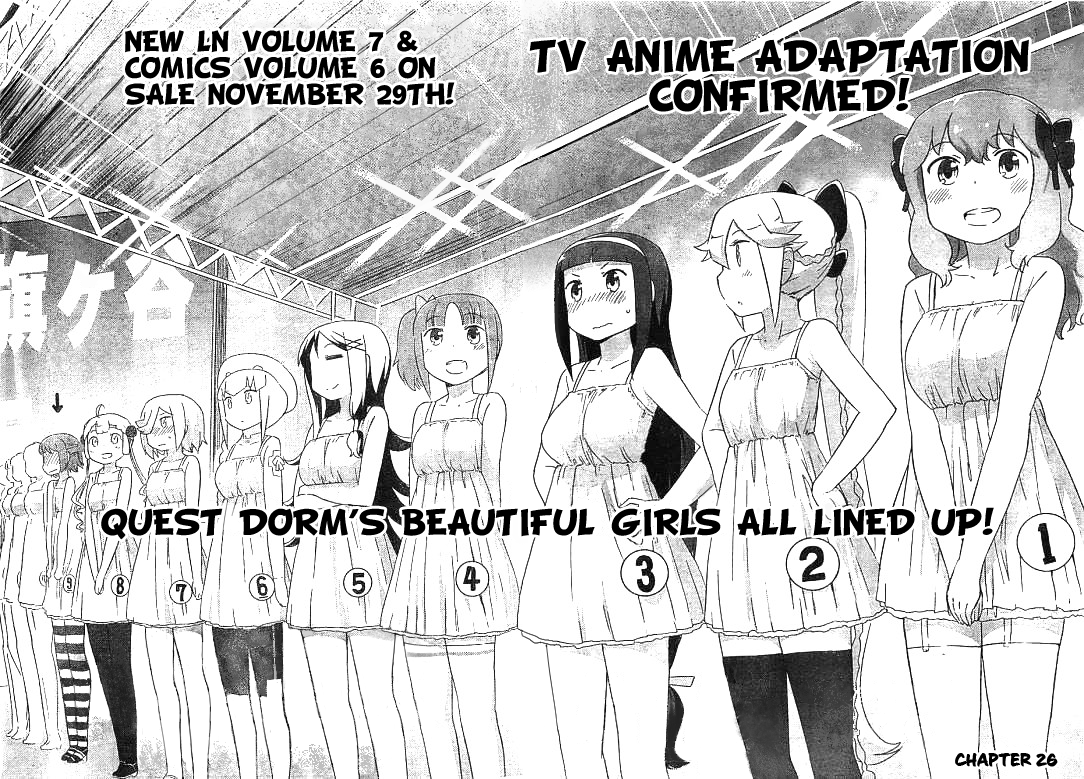 NEW LN VOLUME 7 &
COMICS VOLUME 6 ON
SALE NOVEMBER 29TH!
TV ANIME ADAPTATION
CONFIRMED!
旗ヶ谷
QUEST DORM'S BEAUTIFUL GIRLS ALL LINED UP!
9
8
7
6
5
4
3
2
1
CHAPTER 26